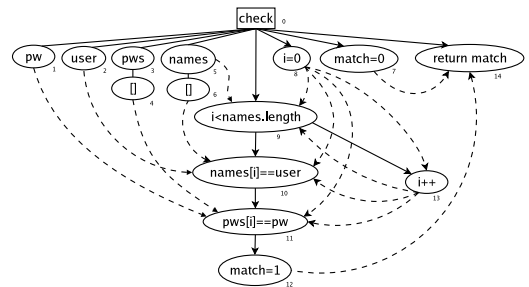 check 0
pw 1
user 2
pws 3
[] 4
names 5
[] 6
i=0 8
match=0 7
return match 14
i<names.length 9
names[i]==user 10
i++ 13
pws[i]==pw 11
match=1 12